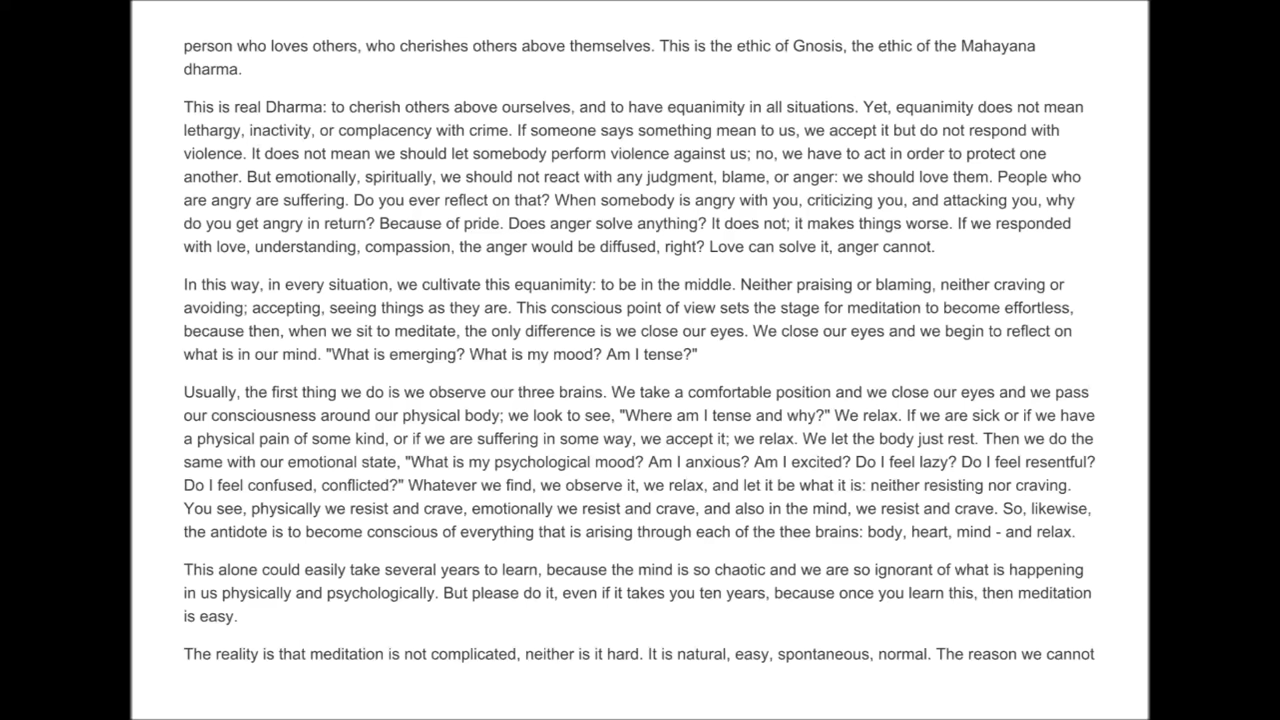 person who loves others, who cherishes others above themselves. This is the ethic of Gnosis, the ethic of the Mahayana
dharma.
This is real Dharma: to cherish others above ourselves, and to have equanimity in all situations. Yet, equanimity does not mean
lethargy, inactivity, or complacency with crime. If someone says something mean to us, we accept it but do not respond with
violence. It does not mean we should let somebody perform violence against us; no, we have to act in order to protect one
another. But emotionally, spiritually, we should not react with any judgment, blame, or anger: we should love them. People who
are angry are suffering. Do you ever reflect on that? When somebody is angry with you, criticizing you, and attacking you, why
do you get angry in return? Because of pride. Does anger solve anything? It does not; it makes things worse. If we responded
with love, understanding, compassion, the anger would be diffused, right? Love can solve it, anger cannot.
In this way, in every situation, we cultivate this equanimity: to be in the middle. Neither praising or blaming, neither craving or
avoiding; accepting, seeing things as they are. This conscious point of view sets the stage for meditation to become effortless,
because then, when we sit to meditate, the only difference is we close our eyes. We close our eyes and we begin to reflect on
what is in our mind. "What is emerging? What is my mood? Am I tense?"
Usually, the first thing we do is we observe our three brains. We take a comfortable position and we close our eyes and we pass
our consciousness around our physical body; we look to see, "Where am I tense and why?" We relax. If we are sick or if we have
a physical pain of some kind, or if we are suffering in some way, we accept it; we relax. We let the body just rest. Then we do the
same with our emotional state, "What is my psychological mood? Am I anxious? Am I excited? Do I feel lazy? Do I feel resentful?
Do I feel confused, conflicted?" Whatever we find, we observe it, we relax, and let it be what it is: neither resisting nor craving.
You see, physically we resist and crave, emotionally we resist and crave, and also in the mind, we resist and crave. So, likewise,
the antidote is to become conscious of everything that is arising through each of the thee brains: body, heart, mind - and relax.
This alone could easily take several years to learn, because the mind is so chaotic and we are so ignorant of what is happening
in us physically and psychologically. But please do it, even if it takes you ten years, because once you learn this, then meditation
is easy.
The reality is that meditation is not complicated, neither is it hard. It is natural, easy, spontaneous, normal. The reason we cannot